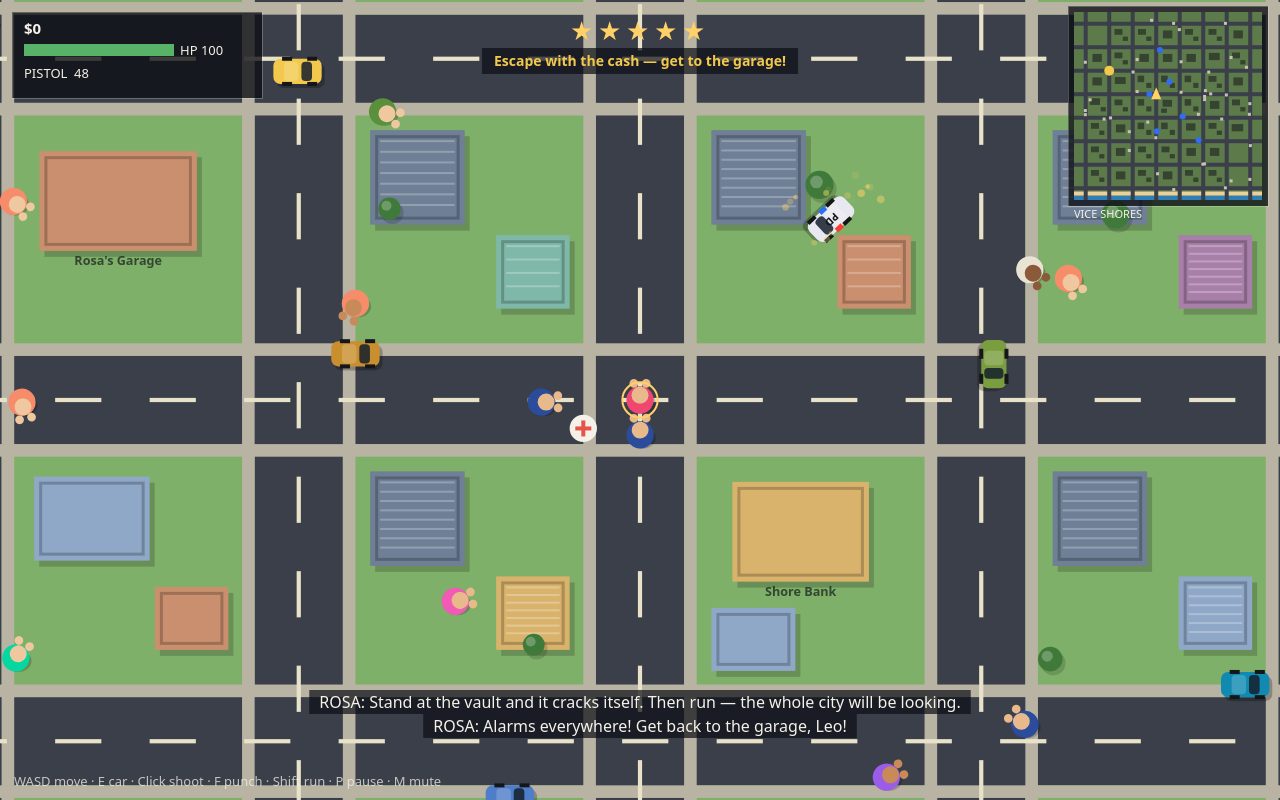 $0
HP 100
PISTOL 48
★ ★ ★ ★ ★
Escape with the cash — get to the garage!
VICE SHORES
PD
Rosa's Garage
Shore Bank
ROSA: Stand at the vault and it cracks itself. Then run — the whole city will be looking.
ROSA: Alarms everywhere! Get back to the garage, Leo!
WASD move · E car · Click shoot · F punch · Shift run · P pause · M mute